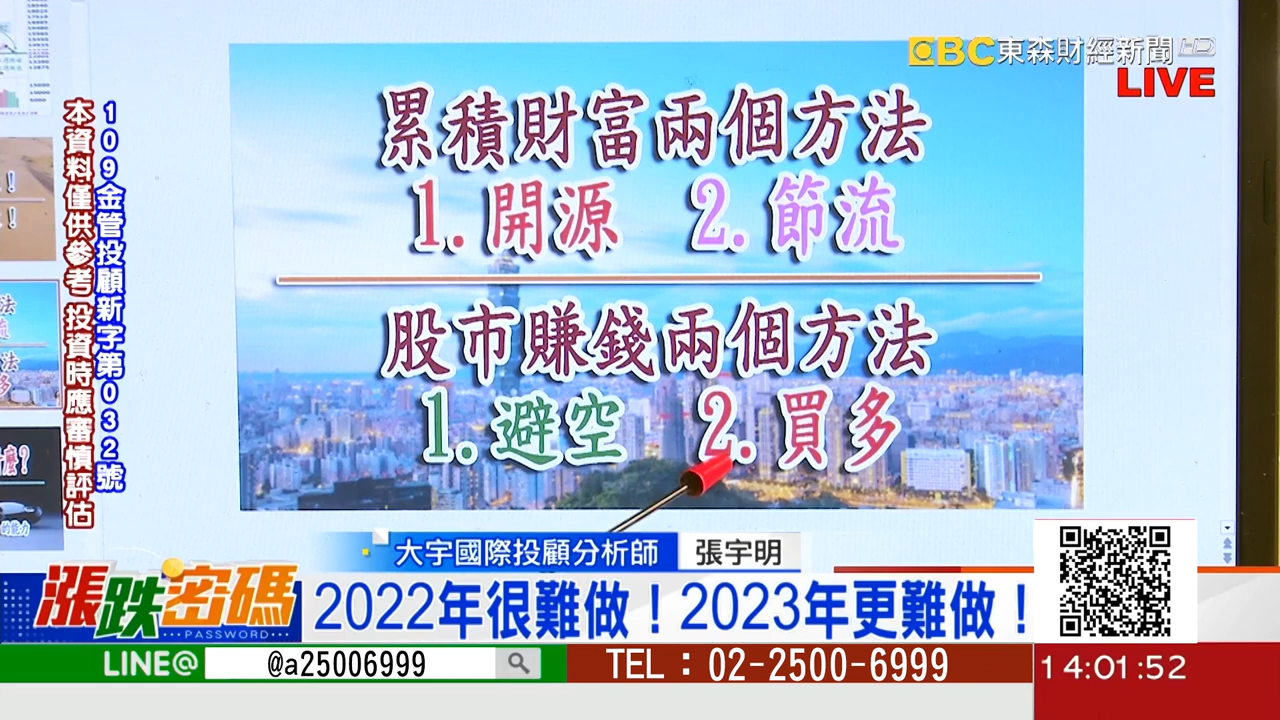 EBC東森財經新聞HD
LIVE
109金管投顧新字第032號
本資料僅供參考 投資時應審慎評估
累積財富兩個方法
1.開源 2.節流
股市賺錢兩個方法
1.避空 2.買多
大宇國際投顧分析師 張宇明
漲跌密碼
PASSWORD
2022年很難做！2023年更難做！
LINE@ @a25006999
TEL：02-2500-6999
14:01:52